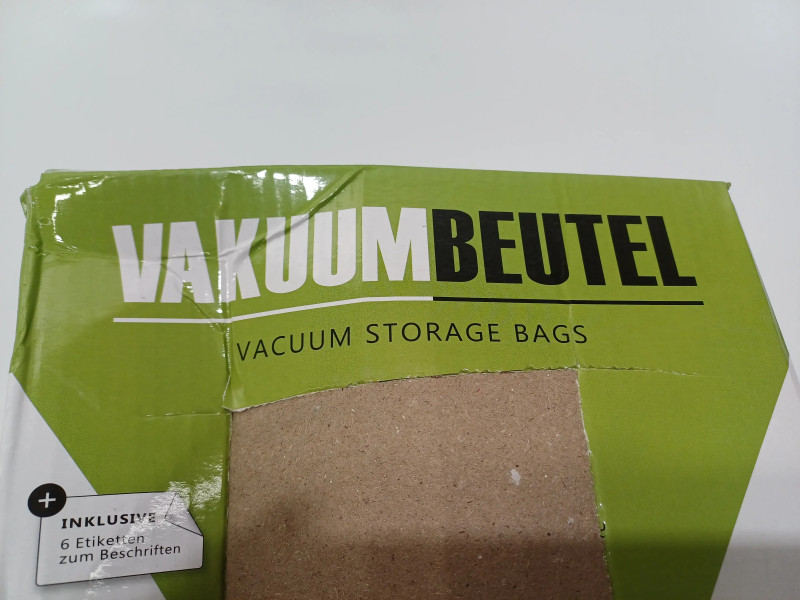 VAKUUMBEUTEL
VACUUM STORAGE BAGS
+
INKLUSIVE
6 Etiketten
zum Beschriften